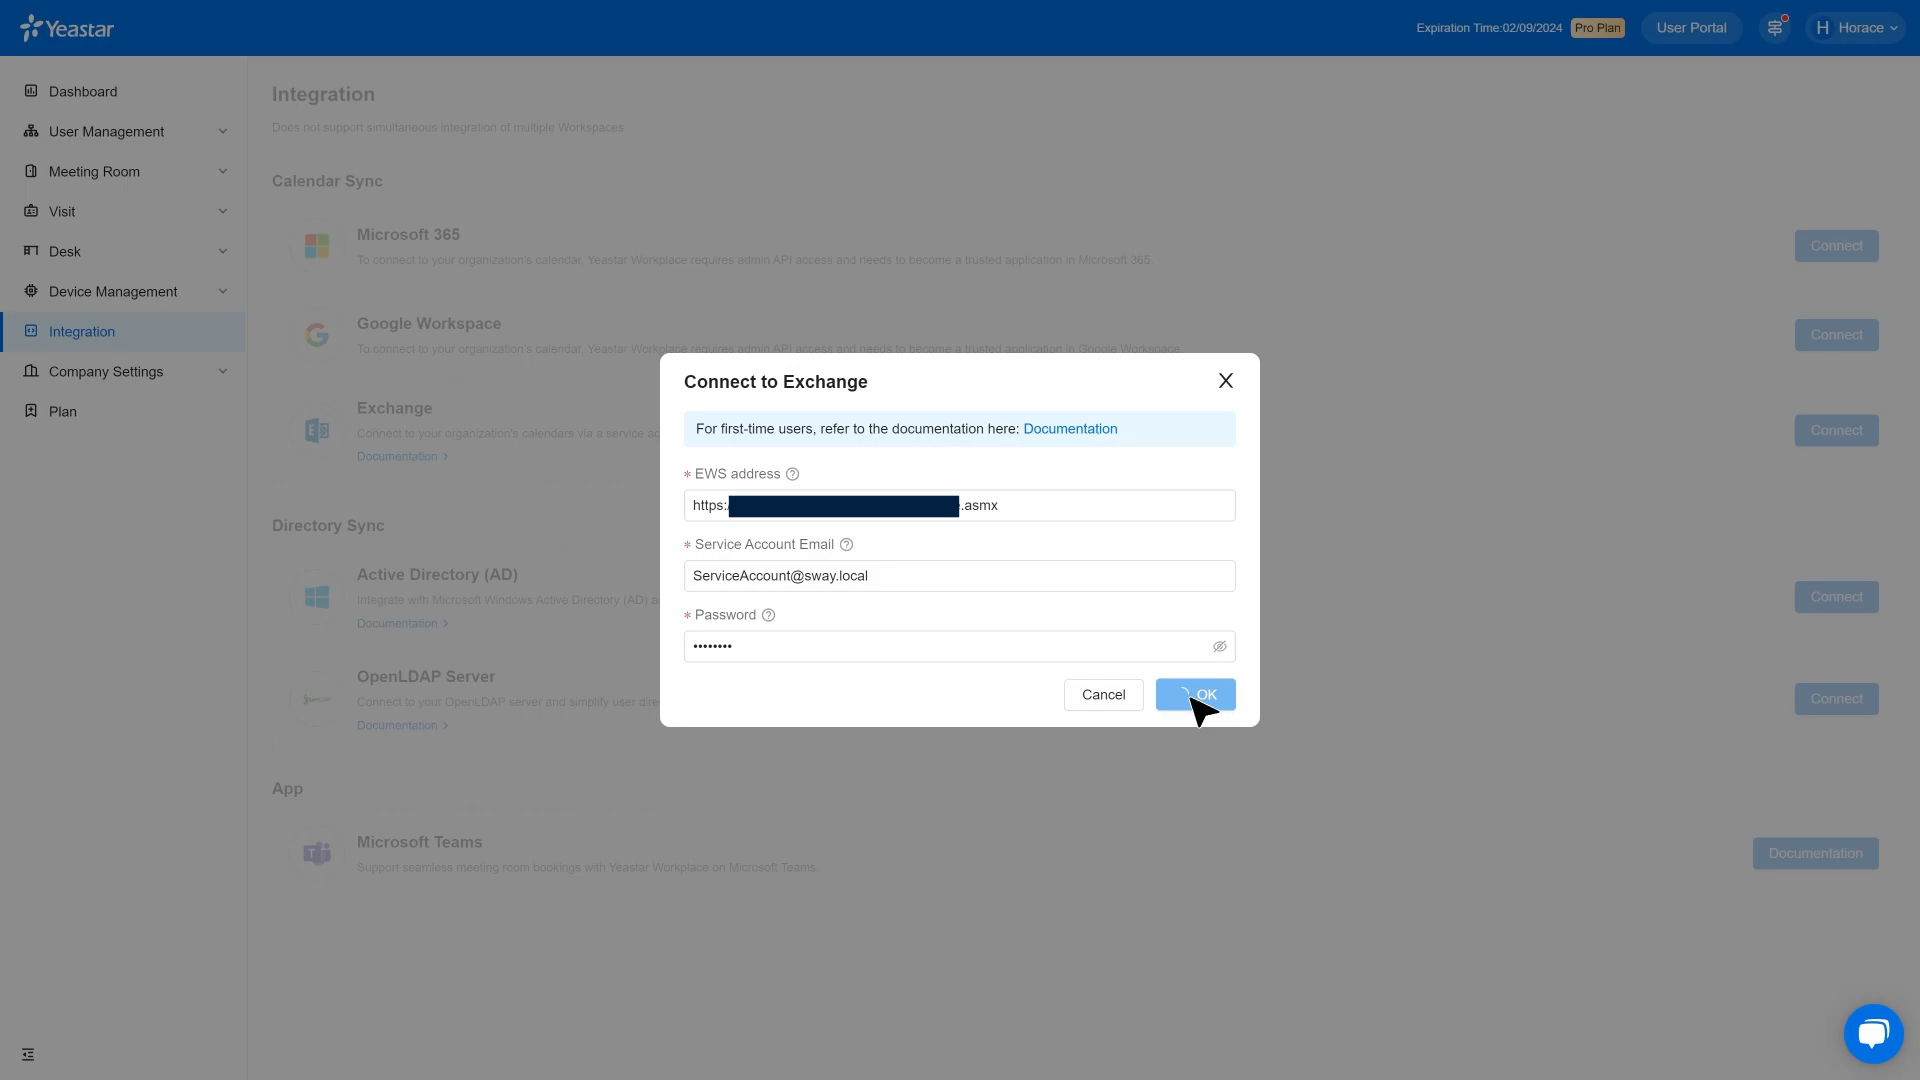 Yeastar
Expiration Time:02/09/2024 Pro Plan User Portal H Horace
Dashboard
User Management
Meeting Room
Visit
Desk
Device Management
Integration
Company Settings
Plan
Integration
Does not support simultaneous integration of multiple Workspaces
Calendar Sync
Microsoft 365
To connect to your organization's calendar, Yeastar Workplace requires admin API access and needs to become a trusted application in Microsoft 365.
Connect
Google Workspace
To connect to your organization's calendar, Yeastar Workplace requires admin API access and needs to become a trusted application in Google Workspace.
Connect
Exchange
Connect to your organization's calendars via a service ac
Documentation >
Connect
Directory Sync
Active Directory (AD)
Integrate with Microsoft Windows Active Directory (AD) a
Documentation >
Connect
OpenLDAP Server
Connect to your OpenLDAP server and simplify user dire
Documentation >
Connect
App
Microsoft Teams
Support seamless meeting room bookings with Yeastar Workplace on Microsoft Teams.
Documentation
Connect to Exchange
For first-time users, refer to the documentation here: Documentation
* EWS address
https:/ .asmx
* Service Account Email
ServiceAccount@sway.local
* Password
••••••••
Cancel OK